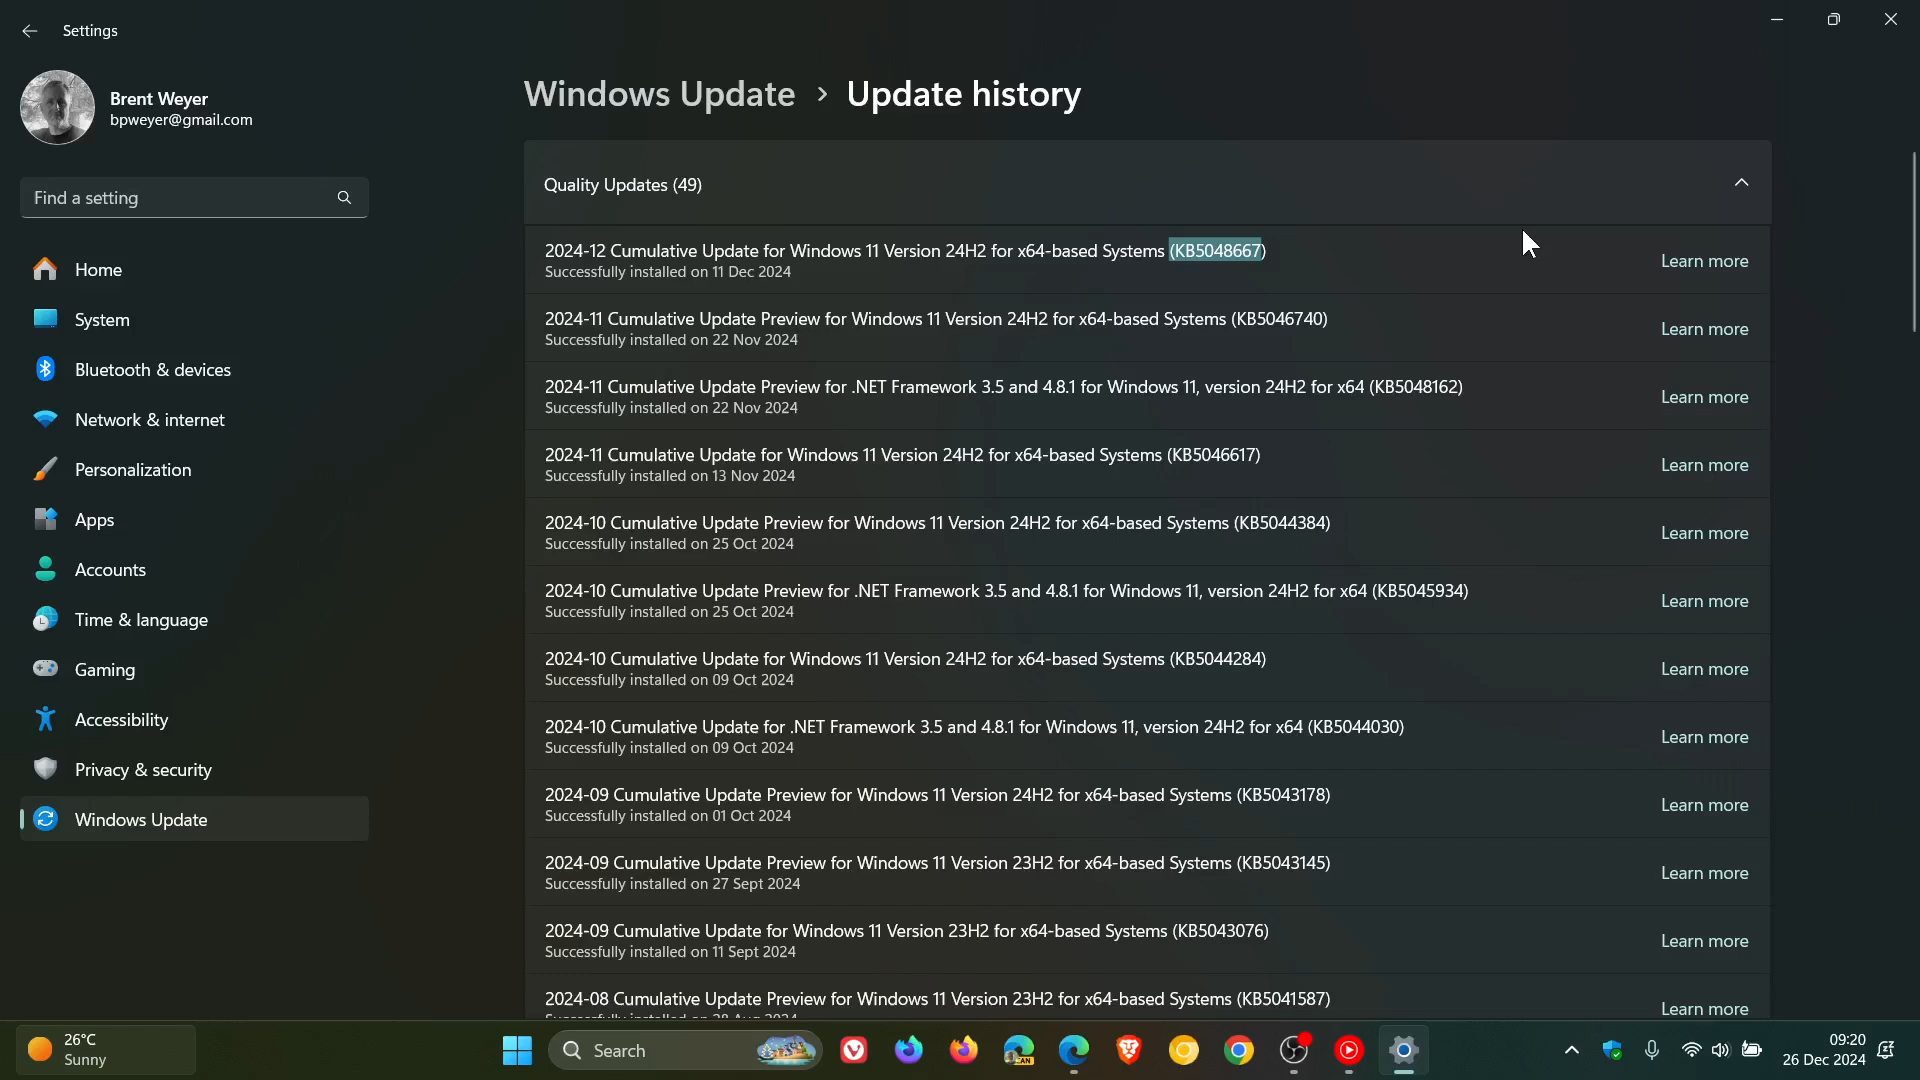 Settings
Brent Weyer
bpweyer@gmail.com
Find a setting
Home
System
Bluetooth & devices
Network & internet
Personalization
Apps
Accounts
Time & language
Gaming
Accessibility
Privacy & security
Windows Update
Windows Update > Update history
Quality Updates (49)
2024-12 Cumulative Update for Windows 11 Version 24H2 for x64-based Systems (KB5048667)
Successfully installed on 11 Dec 2024
Learn more
2024-11 Cumulative Update Preview for Windows 11 Version 24H2 for x64-based Systems (KB5046740)
Successfully installed on 22 Nov 2024
Learn more
2024-11 Cumulative Update Preview for .NET Framework 3.5 and 4.8.1 for Windows 11, version 24H2 for x64 (KB5048162)
Successfully installed on 22 Nov 2024
Learn more
2024-11 Cumulative Update for Windows 11 Version 24H2 for x64-based Systems (KB5046617)
Successfully installed on 13 Nov 2024
Learn more
2024-10 Cumulative Update Preview for Windows 11 Version 24H2 for x64-based Systems (KB5044384)
Successfully installed on 25 Oct 2024
Learn more
2024-10 Cumulative Update Preview for .NET Framework 3.5 and 4.8.1 for Windows 11, version 24H2 for x64 (KB5045934)
Successfully installed on 25 Oct 2024
Learn more
2024-10 Cumulative Update for Windows 11 Version 24H2 for x64-based Systems (KB5044284)
Successfully installed on 09 Oct 2024
Learn more
2024-10 Cumulative Update for .NET Framework 3.5 and 4.8.1 for Windows 11, version 24H2 for x64 (KB5044030)
Successfully installed on 09 Oct 2024
Learn more
2024-09 Cumulative Update Preview for Windows 11 Version 24H2 for x64-based Systems (KB5043178)
Successfully installed on 01 Oct 2024
Learn more
2024-09 Cumulative Update Preview for Windows 11 Version 23H2 for x64-based Systems (KB5043145)
Successfully installed on 27 Sept 2024
Learn more
2024-09 Cumulative Update for Windows 11 Version 23H2 for x64-based Systems (KB5043076)
Successfully installed on 11 Sept 2024
Learn more
2024-08 Cumulative Update Preview for Windows 11 Version 23H2 for x64-based Systems (KB5041587)
Learn more
26°C
Sunny
Search
CAN
09:20
26 Dec 2024